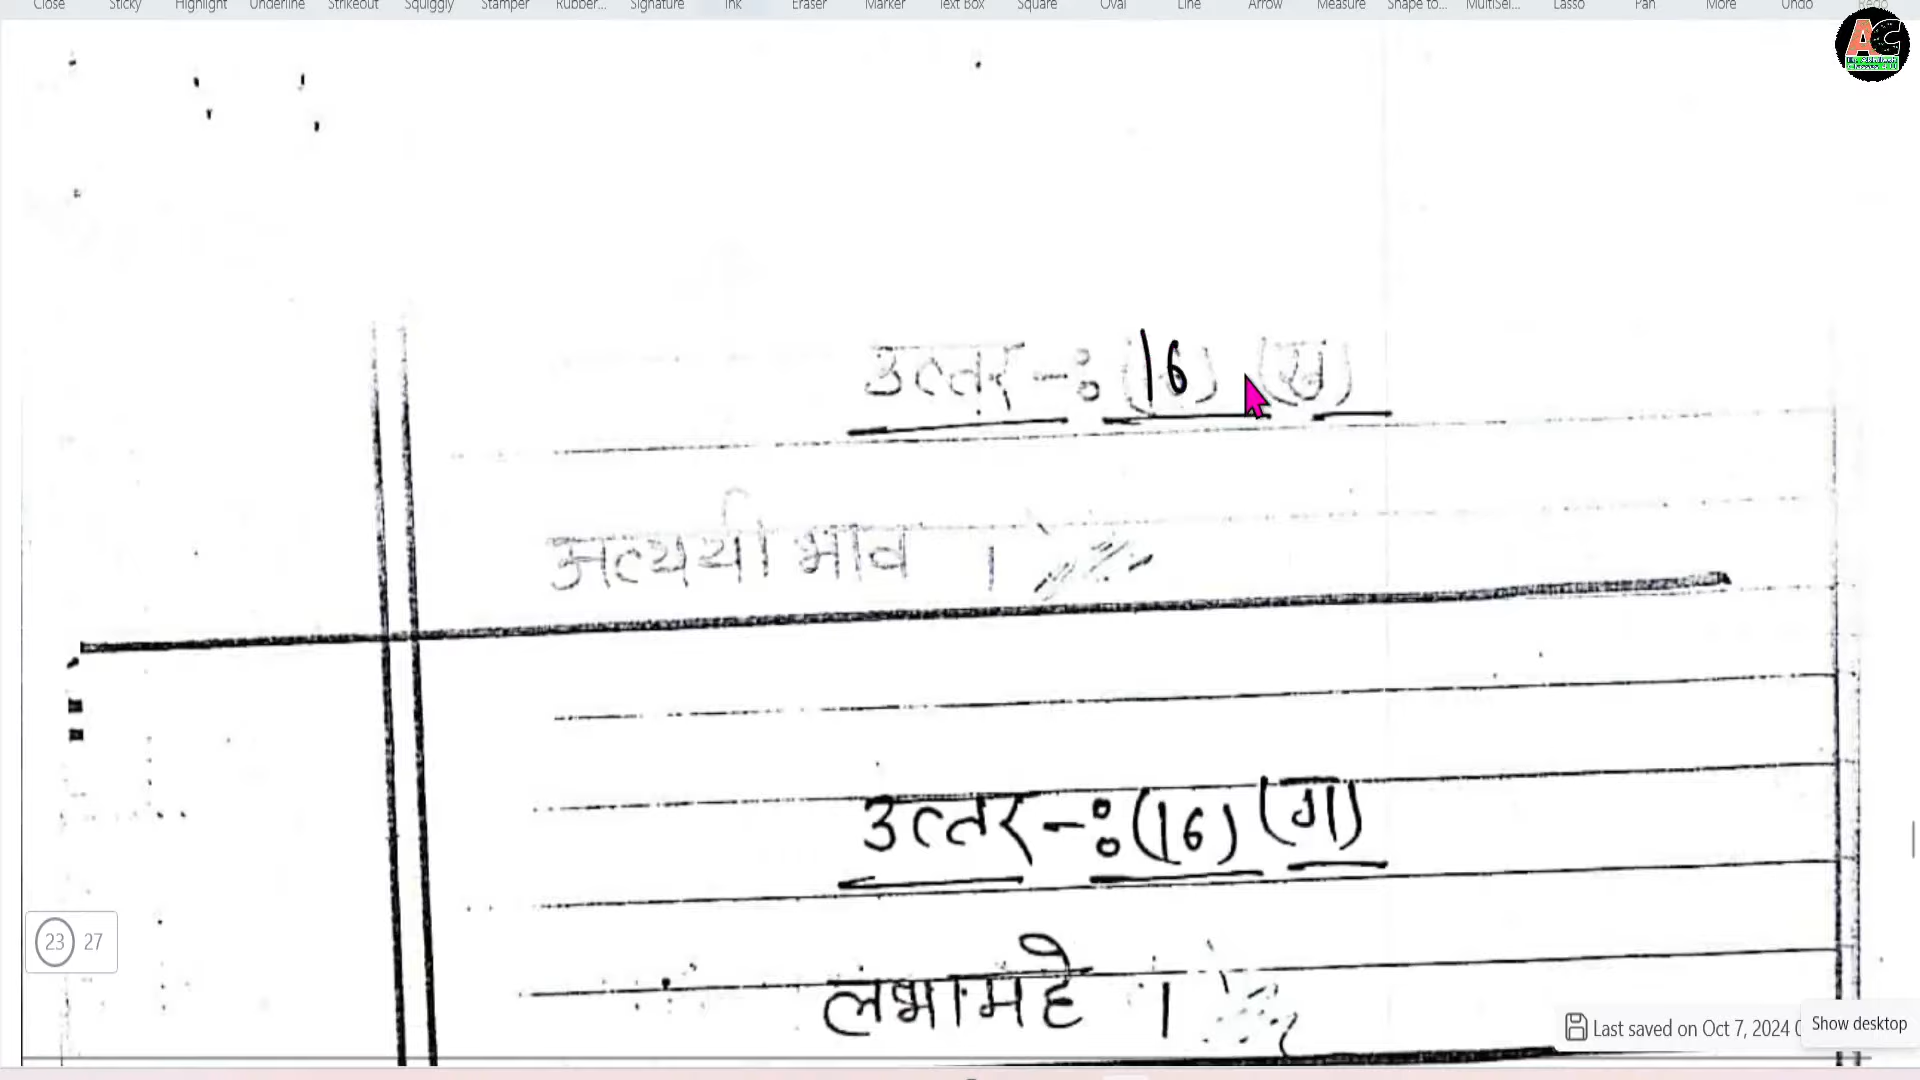 Close Sticky Highlight Underline Strikeout Squiggly Stamper Rubber... Signature Ink Eraser Marker Text Box Square Oval Line Arrow Measure Shape to... MultiSel... Lasso Pan More Undo Redo
AC
उत्तर -: (16) (ख)
अत्ययी भाव ।
उत्तर -: (16) (ग)
लभामहे ।
23 27
Last saved on Oct 7, 2024
Show desktop